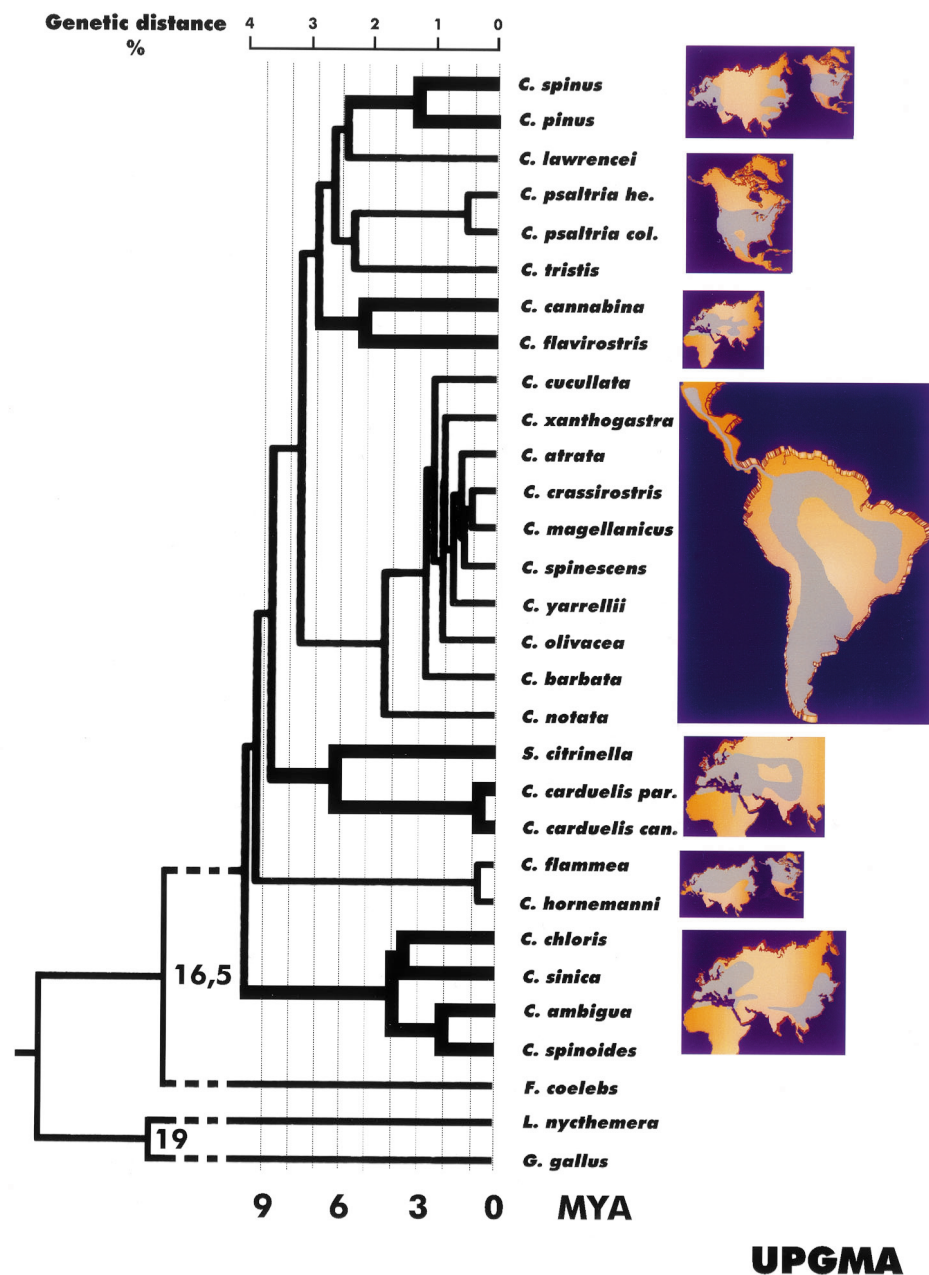 Genetic distance
%
4 3 2 1 0
C. spinus
C. pinus
C. lawrencei
C. psaltria he.
C. psaltria col.
C. tristis
C. cannabina
C. flavirostris
C. cucullata
C. xanthogastra
C. atrata
C. crassirostris
C. magellanicus
C. spinescens
C. yarrellii
C. olivacea
C. barbata
C. notata
S. citrinella
C. carduelis par.
C. carduelis can.
C. flammea
C. hornemanni
C. chloris
16,5
C. sinica
C. ambigua
C. spinoides
F. coelebs
L. nycthemera
19
G. gallus
9 6 3 0 MYA
UPGMA